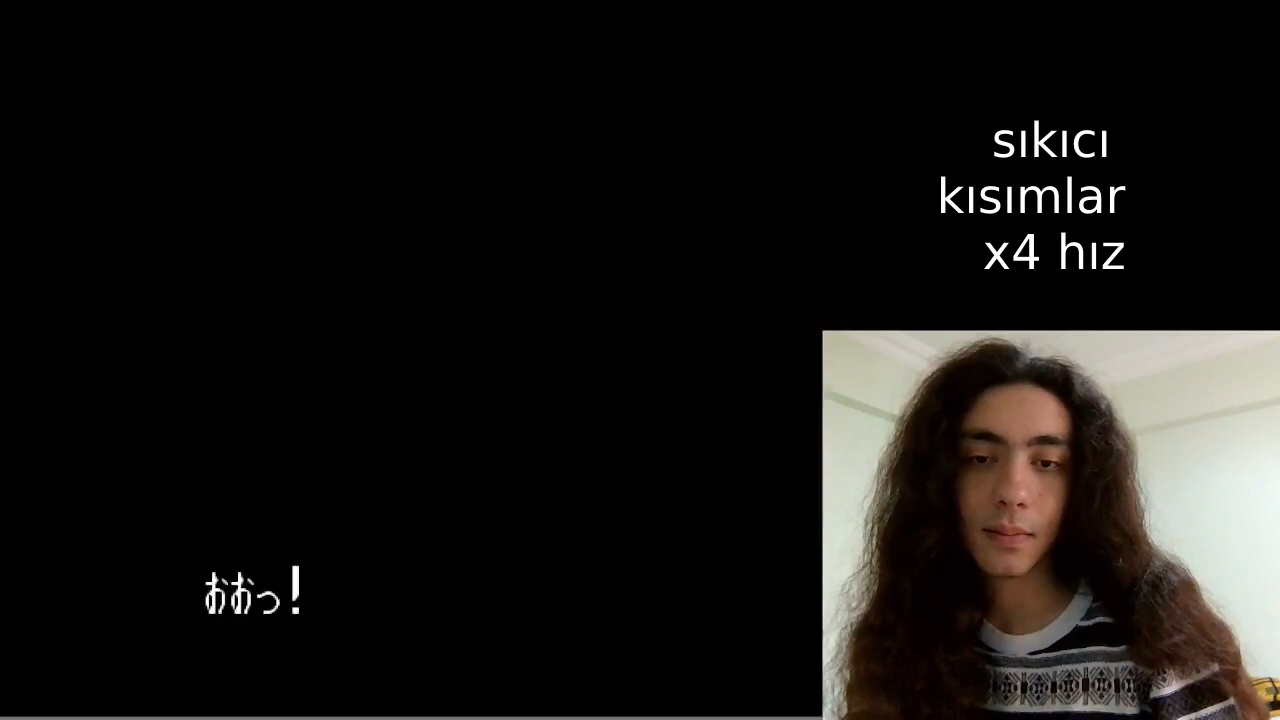 sıkıcı
kısımlar
x4 hız
おおっ!